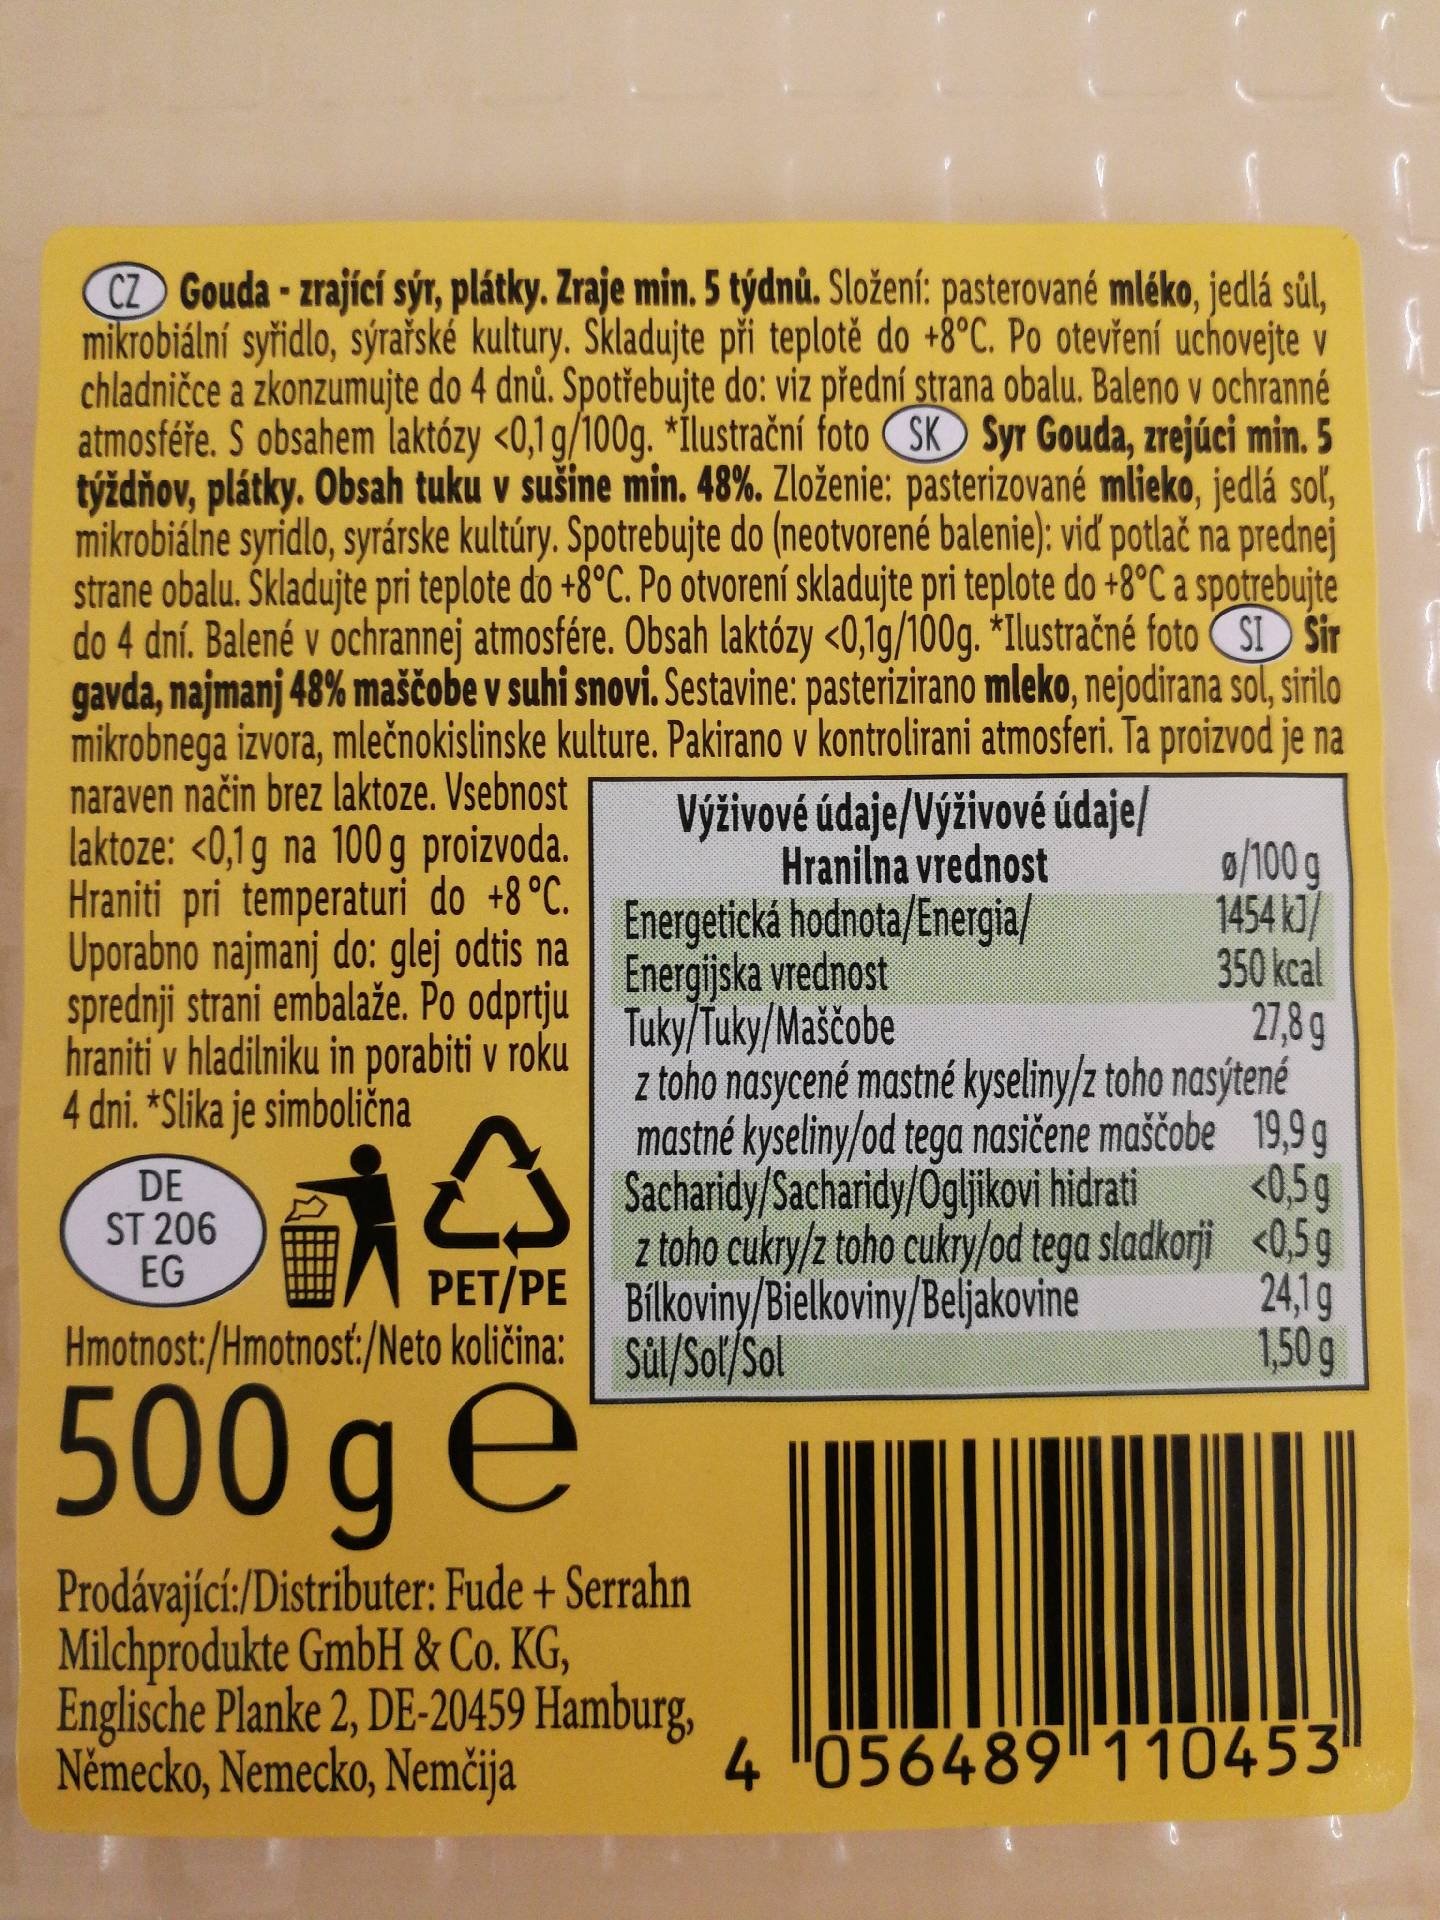 CZ Gouda - zrající sýr, plátky. Zraje min. 5 týdnů. Složení: pasterované mléko, jedlá sůl,
mikrobiální syřidlo, sýrařské kultury. Skladujte při teplotě do +8°C. Po otevření uchovejte v
chladničce a zkonzumujte do 4 dnů. Spotřebujte do: viz přední strana obalu. Baleno v ochranné
atmosféře. S obsahem laktózy <0,1g/100g. *Ilustrační foto SK Syr Gouda, zrejúci min. 5
týždňov, plátky. Obsah tuku v sušine min. 48%. Zloženie: pasterizované mlieko, jedlá soľ,
mikrobiálne syridlo, syrárske kultúry. Spotrebujte do (neotvorené balenie): viď potlač na prednej
strane obalu. Skladujte pri teplote do +8°C. Po otvorení skladujte pri teplote do +8°C a spotrebujte
do 4 dní. Balené v ochrannej atmosfére. Obsah laktózy <0,1g/100g. *Ilustračné foto SI Sir
gavda, najmanj 48% maščobe v suhi snovi. Sestavine: pasterizirano mleko, nejodirana sol, sirilo
mikrobnega izvora, mlečnokislinske kulture. Pakirano v kontrolirani atmosferi. Ta proizvod je na
naraven način brez laktoze. Vsebnost
laktoze: <0,1g na 100 g proizvoda.
Hraniti pri temperaturi do +8°C.
Uporabno najmanj do: glej odtis na
sprednji strani embalaže. Po odprtju
hraniti v hladilniku in porabiti v roku
4 dni. *Slika je simbolična
Výživové údaje/Výživové údaje/
Hranilna vrednost ø/100 g
Energetická hodnota/Energia/ 1454 kJ/
Energijska vrednost 350 kcal
Tuky/Tuky/Maščobe 27,8 g
z toho nasycené mastné kyseliny/z toho nasýtené
mastné kyseliny/od tega nasičene maščobe 19,9 g
Sacharidy/Sacharidy/Ogljikovi hidrati <0,5 g
z toho cukry/z toho cukry/od tega sladkorji <0,5 g
Bílkoviny/Bielkoviny/Beljakovine 24,1 g
Sůl/Soľ/Sol 1,50 g
DE
ST 206
EG
PET/PE
Hmotnost:/Hmotnosť:/Neto količina:
500 g e
Prodávající:/Distributer: Fude + Serrahn
Milchprodukte GmbH & Co. KG,
Englische Planke 2, DE-20459 Hamburg,
Německo, Nemecko, Nemčija
4 056489 110453